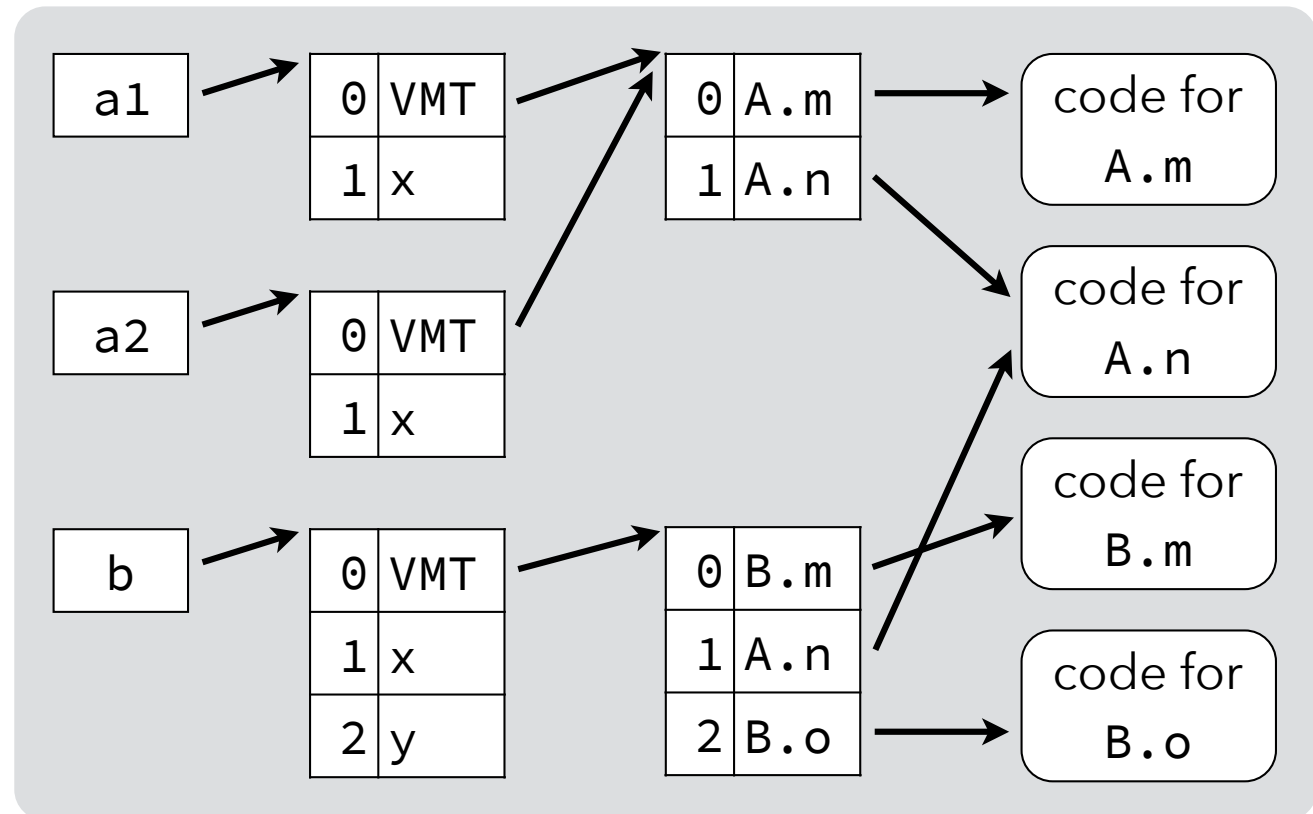 a1
0 VMT
1 x
0 A.m
1 A.n
code for
A.m
a2
0 VMT
1 x
code for
A.n
b
0 VMT
1 x
2 y
0 B.m
1 A.n
2 B.o
code for
B.m
code for
B.o